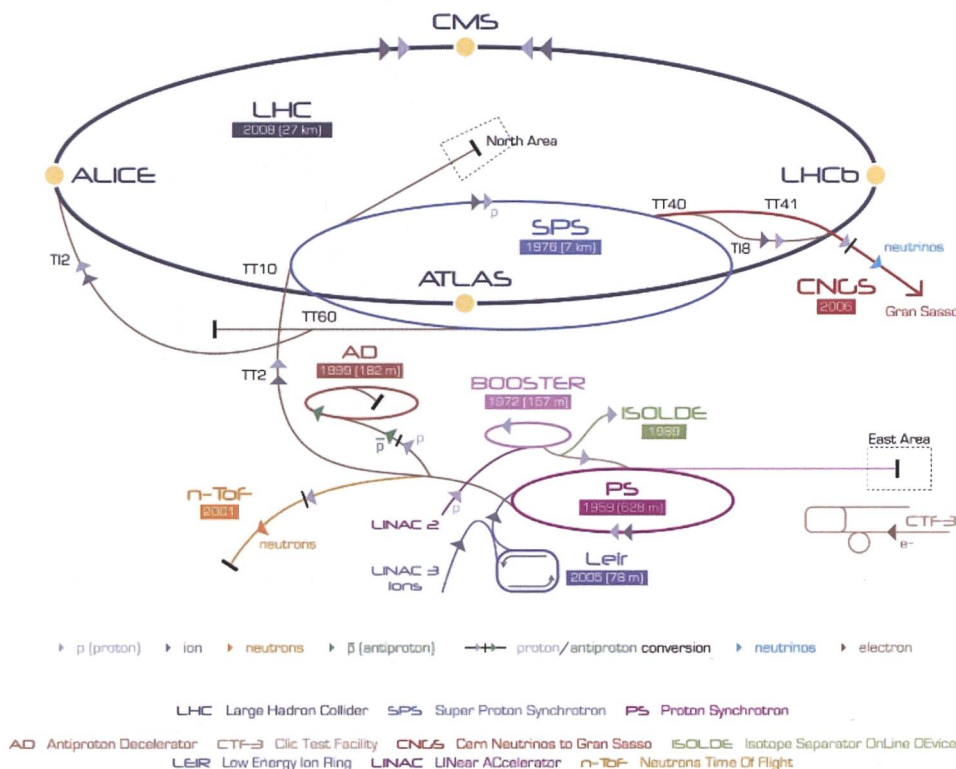 CMS
LHC
2008 (27 km)
North Area
ALICE
LHCb
TT40
TT41
SPS
1976 (7 km)
TI8
neutrinos
TI2
TT10
ATLAS
CNGS
2006
Gran Sasso
TT60
AD
1999 (182 m)
TT2
BOOSTER
1972 (157 m)
ISOLDE
1989
p
p̅
p
East Area
n-ToF
2001
LINAC 2
p
PS
1959 (628 m)
CTF-3
e-
neutrons
LINAC 3
Ions
Leir
2005 (78 m)
p (proton) ion neutrons p̅ (antiproton) proton/antiproton conversion neutrinos electron
LHC Large Hadron Collider SPS Super Proton Synchrotron PS Proton Synchrotron
AD Antiproton Decelerator CTF-3 Clic Test Facility CNGS Cern Neutrinos to Gran Sasso ISOLDE Isotope Separator OnLine DEvice
LEIR Low Energy Ion Ring LINAC LINear ACcelerator n-ToF Neutrons Time Of Flight